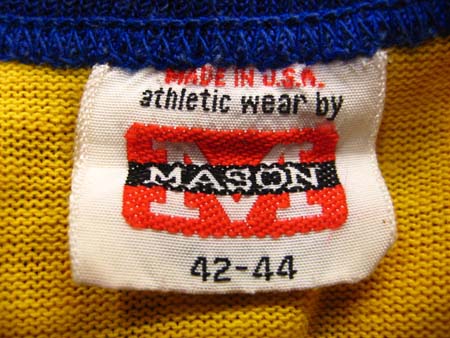 MADE IN U.S.A.
athletic wear by
M
MASON
42-44